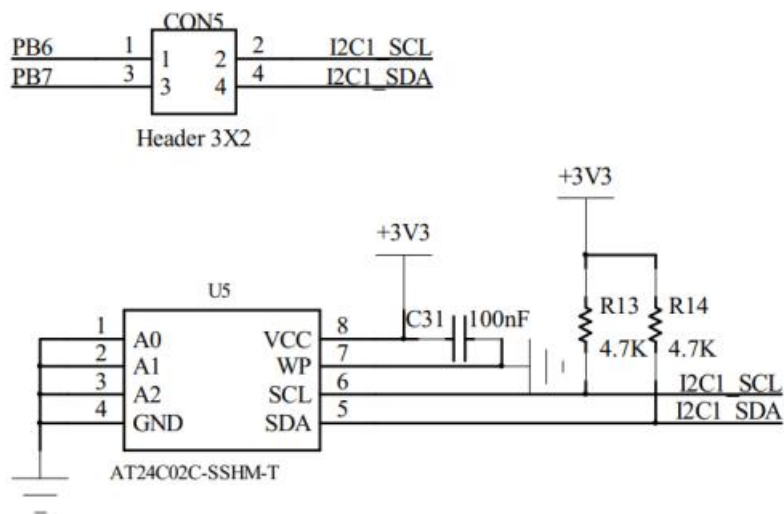 CON5
PB6 1 1 2 2 I2C1_SCL
PB7 3 3 4 4 I2C1_SDA
Header 3X2
+3V3
+3V3
U5
C31 100nF R13 R14
1 A0 VCC 8 4.7K 4.7K
2 A1 WP 7
3 A2 SCL 6 I2C1_SCL
4 GND SDA 5 I2C1_SDA
AT24C02C-SSHM-T